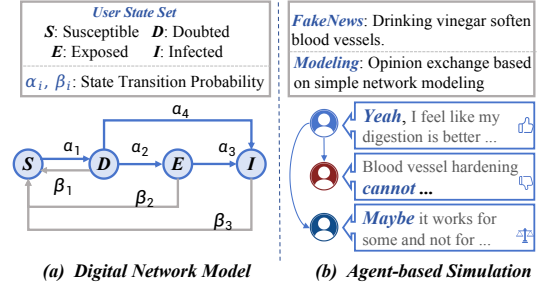 User State Set
S: Susceptible D: Doubted
E: Exposed I: Infected
αi, βi: State Transition Probability
α4
α1 α2 α3
S D E I
β1
β2
β3
(a) Digital Network Model
FakeNews: Drinking vinegar soften
blood vessels.
Modeling: Opinion exchange based
on simple network modeling
Yeah, I feel like my
digestion is better ...
Blood vessel hardening
cannot ...
Maybe it works for
some and not for ...
(b) Agent-based Simulation